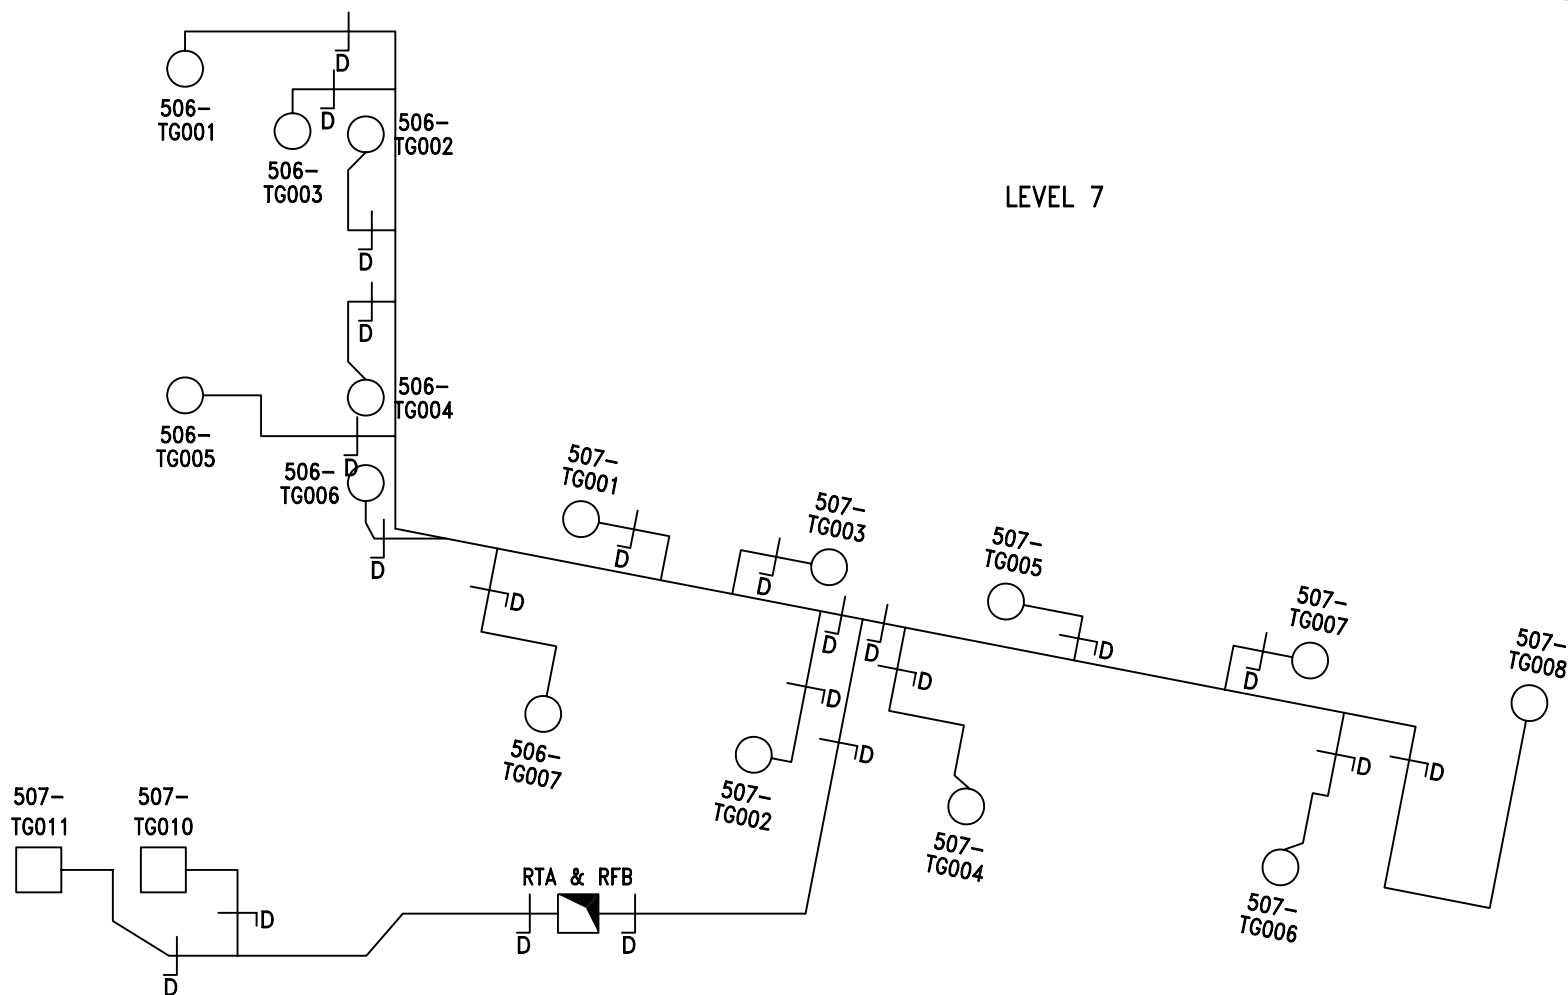 D
506-
TG001
D
506-
TG003
506-
TG002
LEVEL 7
D
D
506-
TG004
506-
TG005
D
506-
TG006
D
507-
TG001
D
507-
TG003
D
D
506-
TG007
507-
TG005
D
507-
TG007
D
507-
TG008
D
D
D
D
D
507-
TG002
507-
TG004
D
D
507-
TG006
507-
TG011
507-
TG010
D
D
RTA & RFB
D
D